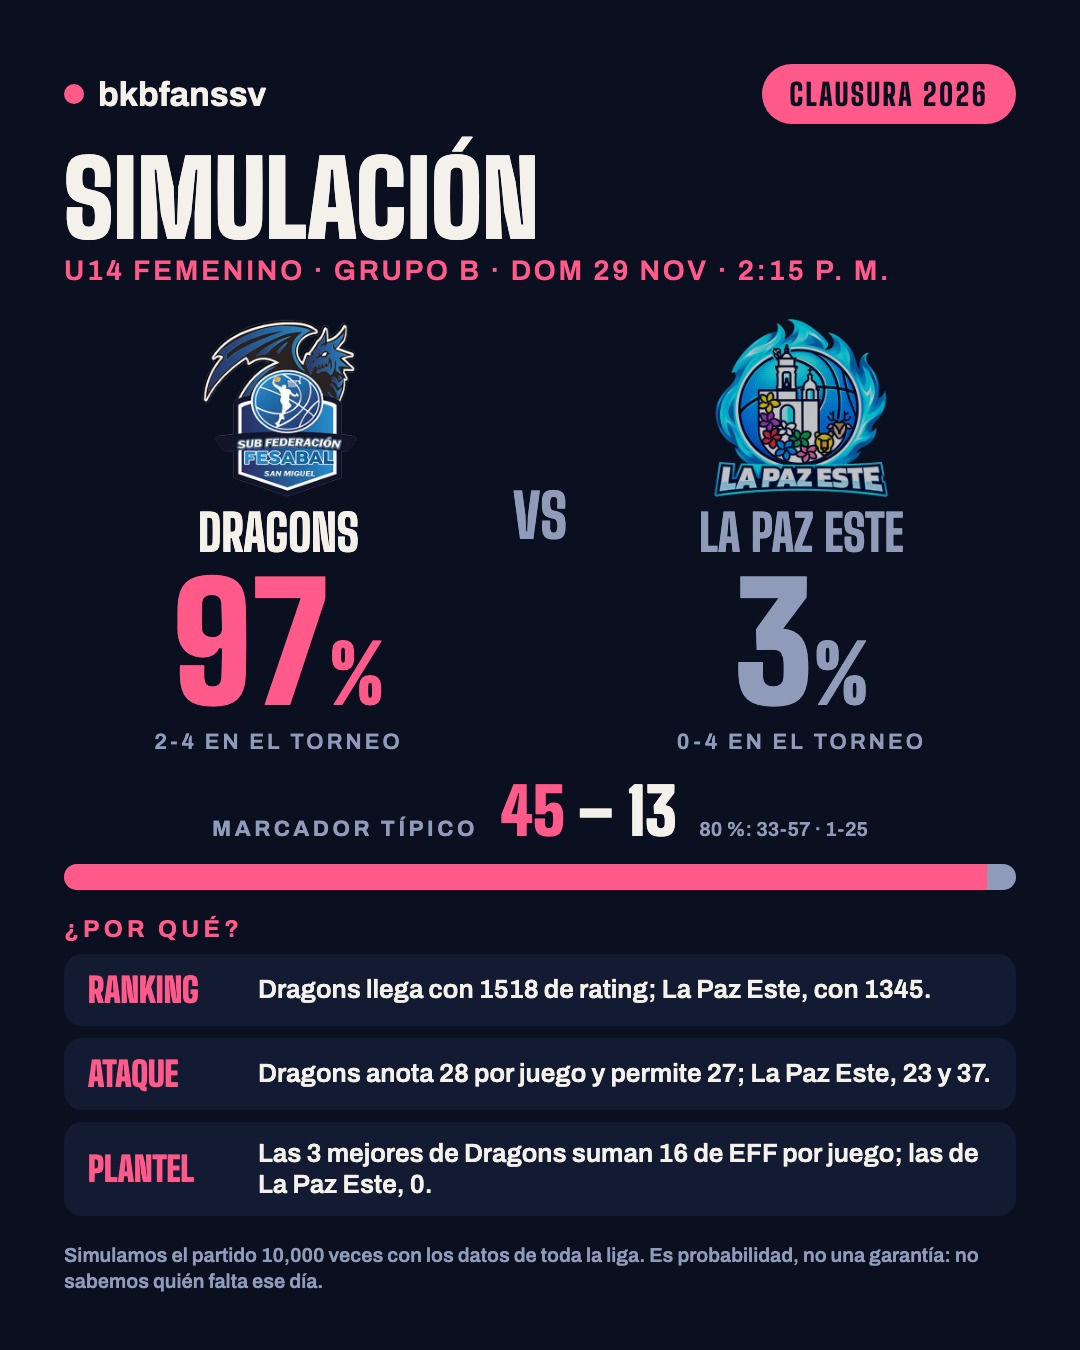 bkbfanssv
CLAUSURA 2026
SIMULACIÓN
U14 FEMENINO · GRUPO B · DOM 29 NOV · 2:15 P. M.
SUB FEDERACIÓN
FESABAL
SAN MIGUEL
LA PAZ ESTE
DRAGONS
VS
LA PAZ ESTE
97%
3%
2-4 EN EL TORNEO
0-4 EN EL TORNEO
MARCADOR TÍPICO 45 – 13 80 %: 33-57 · 1-25
¿POR QUÉ?
RANKING Dragons llega con 1518 de rating; La Paz Este, con 1345.
ATAQUE Dragons anota 28 por juego y permite 27; La Paz Este, 23 y 37.
PLANTEL Las 3 mejores de Dragons suman 16 de EFF por juego; las de
La Paz Este, 0.
Simulamos el partido 10,000 veces con los datos de toda la liga. Es probabilidad, no una garantía: no
sabemos quién falta ese día.